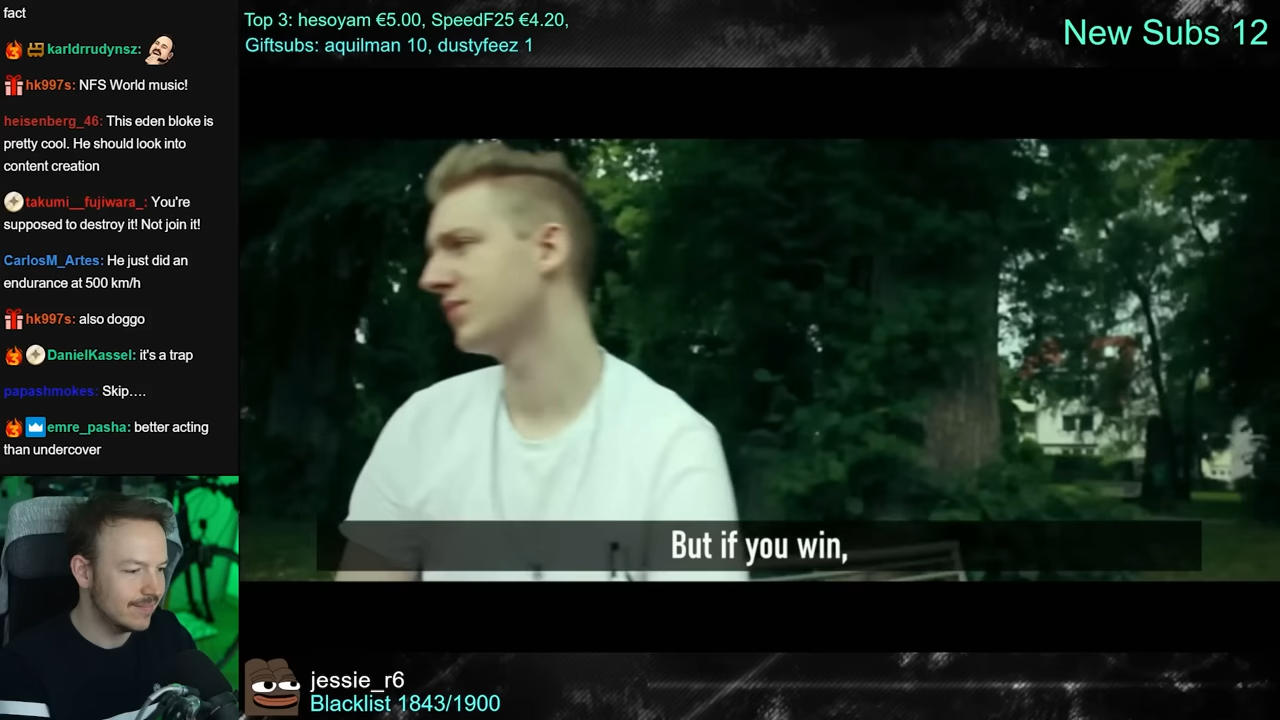 fact
karldrrudynsz:
hk997s: NFS World music!
heisenberg_46: This eden bloke is
pretty cool. He should look into
content creation
takumi__fujiwara_: You're
supposed to destroy it! Not join it!
CarlosM_Artes: He just did an
endurance at 500 km/h
hk997s: also doggo
DanielKassel: it's a trap
papashmokes: Skip....
emre_pasha: better acting
than undercover
Top 3: hesoyam €5.00, SpeedF25 €4.20,
Giftsubs: aquilman 10, dustyfeez 1
New Subs 12
But if you win,
jessie_r6
Blacklist 1843/1900